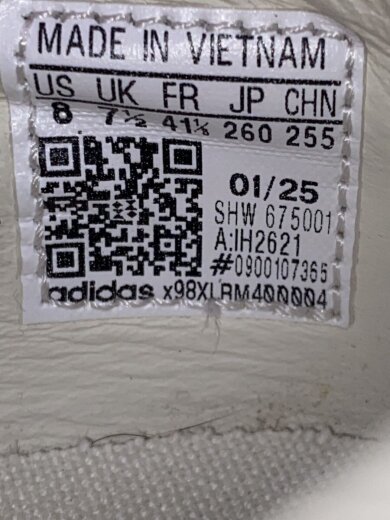 MADE IN VIETNAM
US UK FR JP CHN
8 7½ 41⅓ 260 255
01/25
SHW 675001
A:IH2621
#0900107365
adidas x98XLRM400004